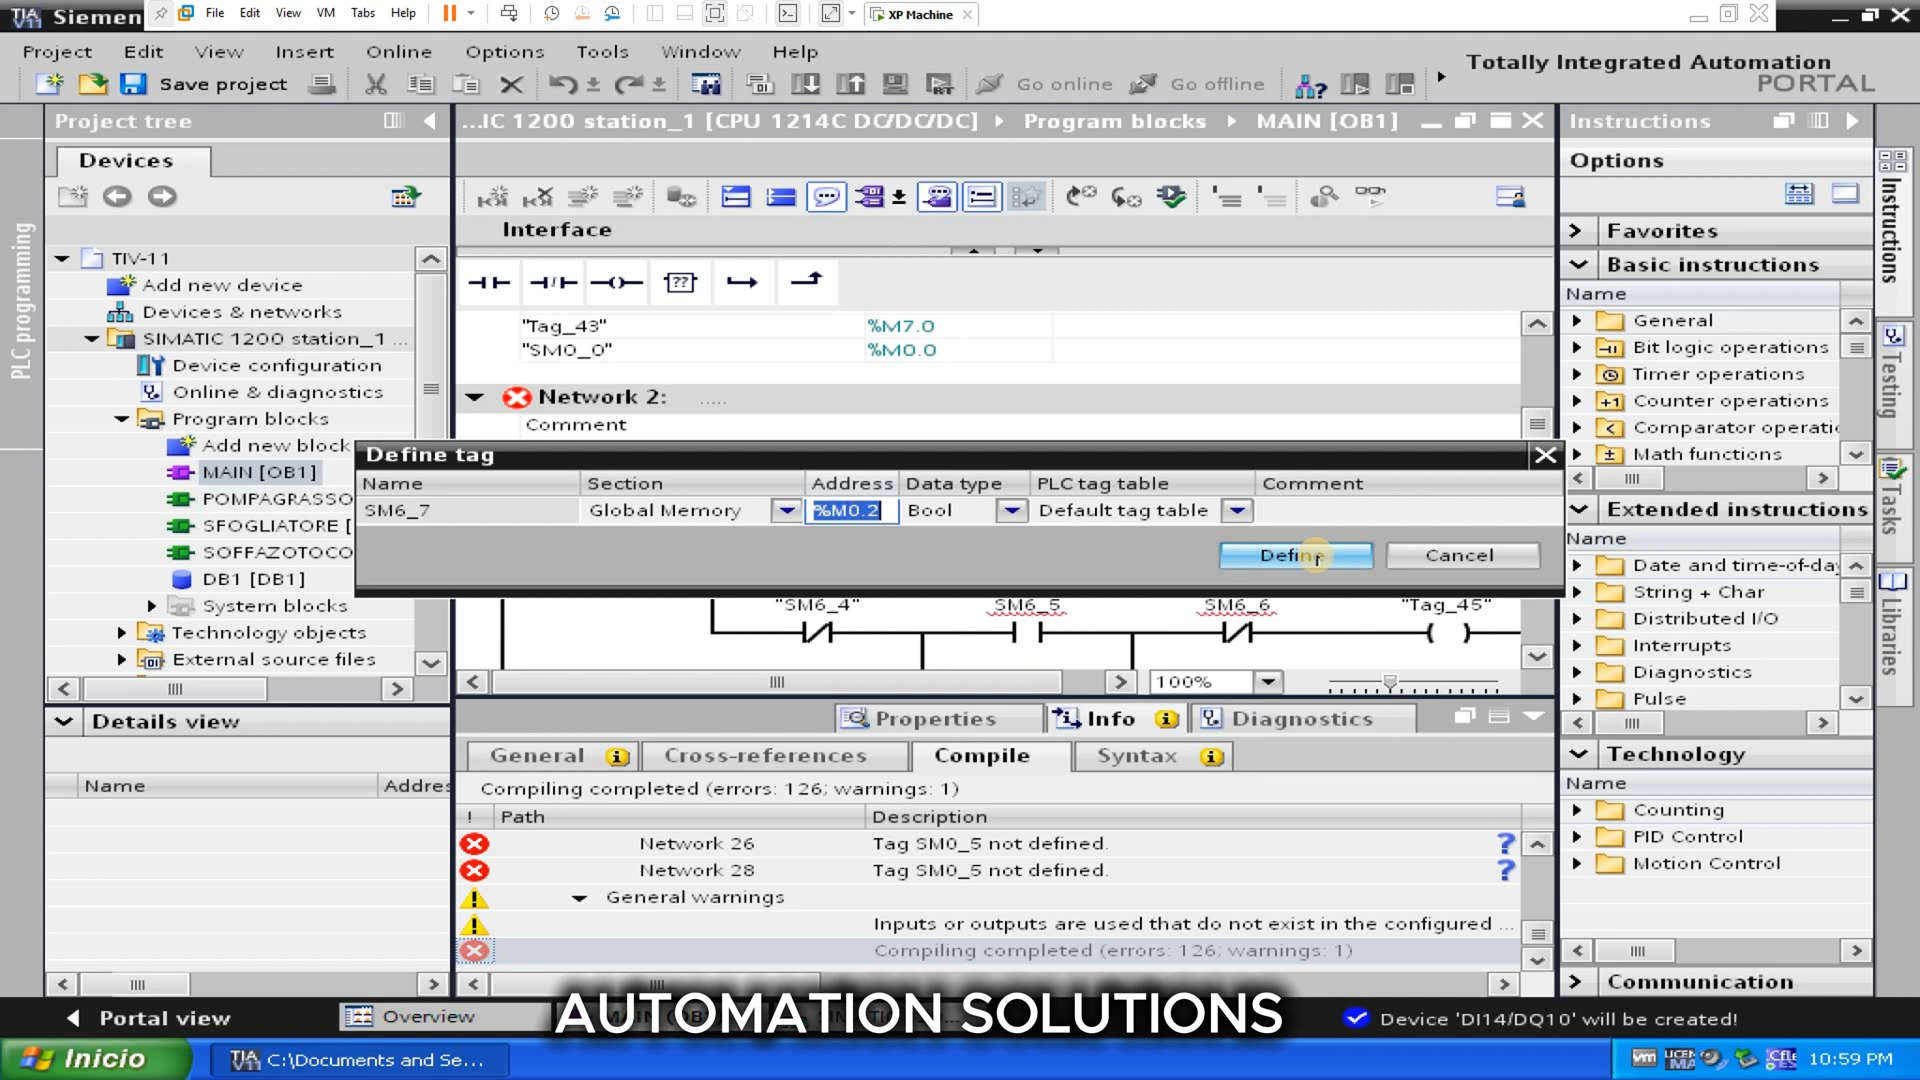 TIA Siemen File Edit View VM Tabs Help XP Machine
Project Edit View Insert Online Options Tools Window Help
Totally Integrated Automation
PORTAL
Save project Go online Go offline
Project tree
...IC 1200 station_1 [CPU 1214C DC/DC/DC] Program blocks MAIN [OB1]
Instructions
Devices
Options
Interface
Favorites
Basic instructions
Name
General
Bit logic operations
Timer operations
Counter operations
Comparator operatio
Math functions
Extended instructions
Name
Date and time-of-day
String + Char
Distributed I/O
Interrupts
Diagnostics
Pulse
Technology
Name
Counting
PID Control
Motion Control
Communication
PLC programming
Instructions
Testing
Tasks
Libraries
TIV-11
Add new device
Devices & networks
SIMATIC 1200 station_1 ...
Device configuration
Online & diagnostics
Program blocks
Add new block
MAIN [OB1]
POMPAGRASSO
SFOGLIATORE [
SOFFAZOTOCO
DB1 [DB1]
System blocks
Technology objects
External source files
Details view
Name Addres
"Tag_43" %M7.0
"SM0_0" %M0.0
Network 2: .....
Comment
Define tag
Name Section Address Data type PLC tag table Comment
SM6_7 Global Memory %M0.2 Bool Default tag table
Define Cancel
"SM6_4" SM6_5 SM6_6 "Tag_45"
100%
Properties Info Diagnostics
General Cross-references Compile Syntax
Compiling completed (errors: 126; warnings: 1)
! Path Description
Network 26 Tag SM0_5 not defined.
Network 28 Tag SM0_5 not defined.
General warnings
Inputs or outputs are used that do not exist in the configured ...
Compiling completed (errors: 126; warnings: 1)
Portal view Overview
AUTOMATION SOLUTIONS
Device 'DI14/DQ10' will be created!
Inicio C:\Documents and Se... 10:59 PM